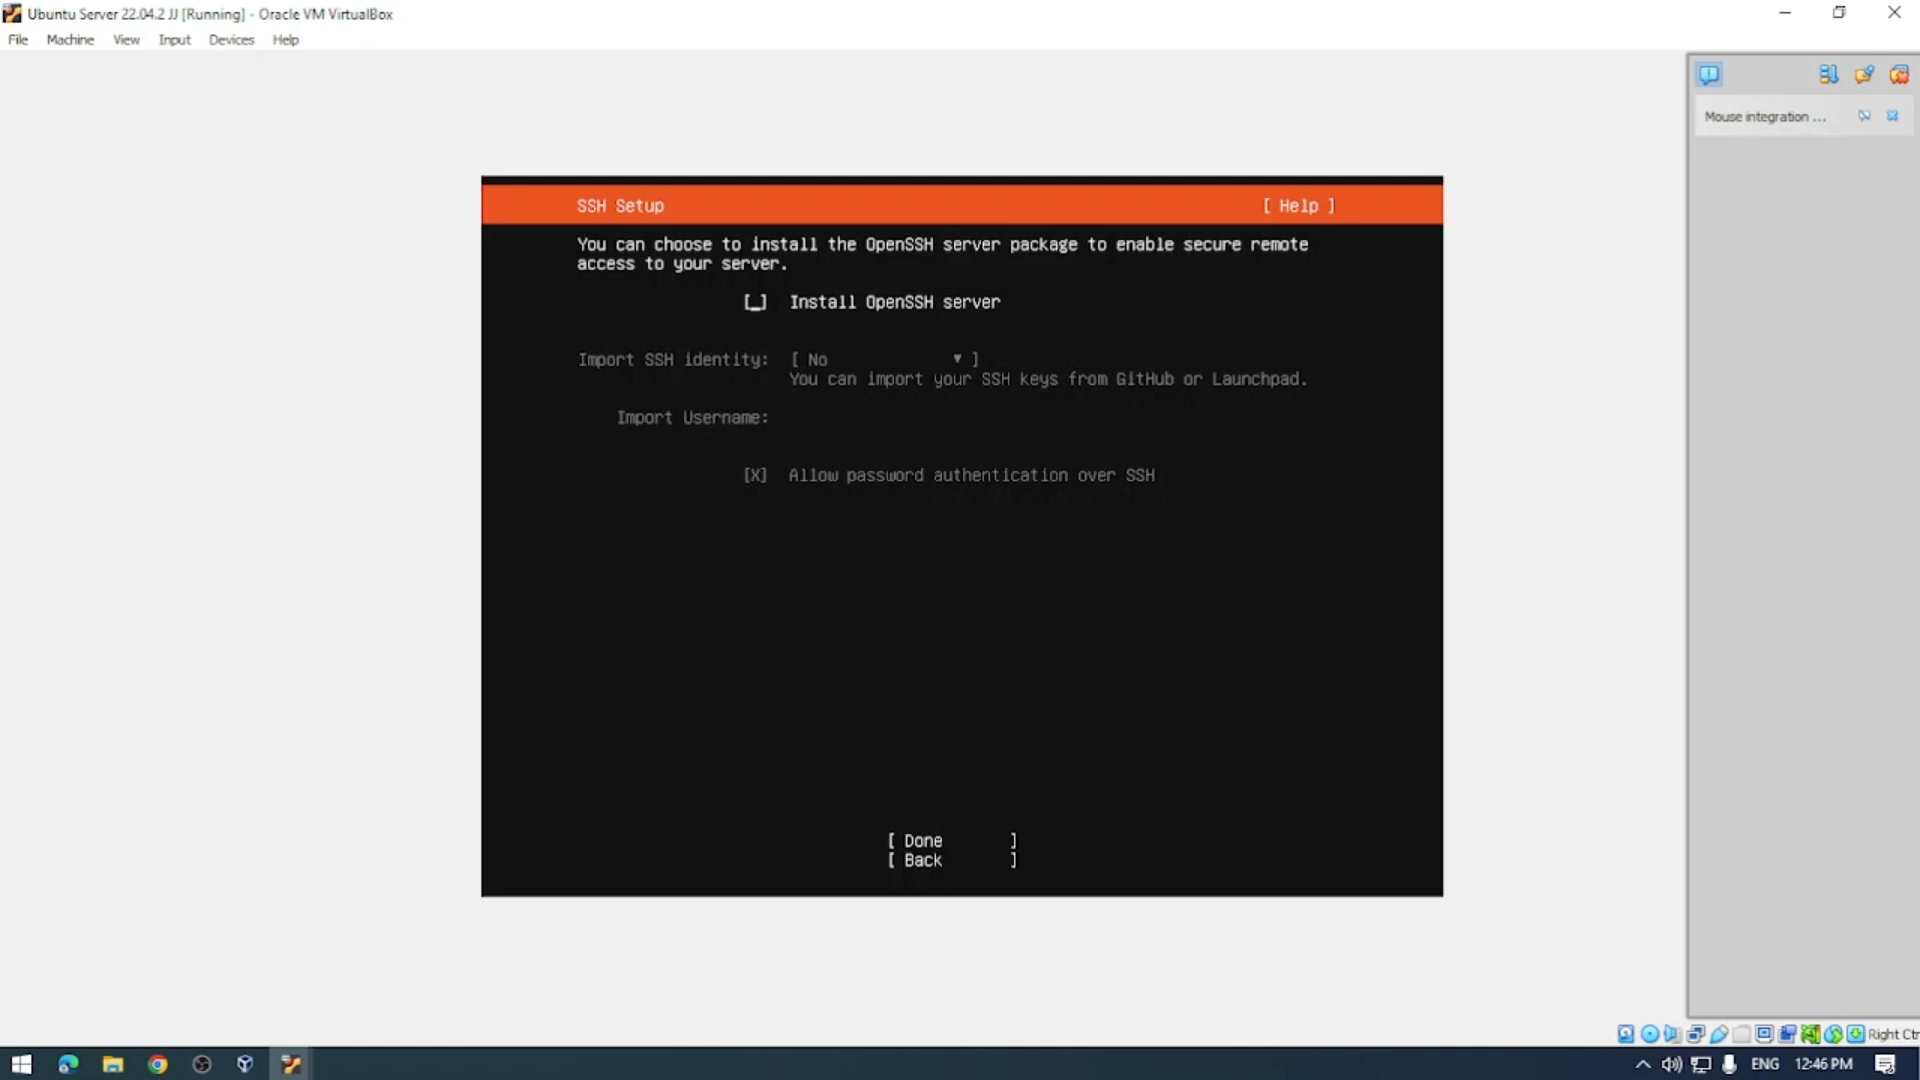 Ubuntu Server 22.04.2 JJ [Running] - Oracle VM VirtualBox
File Machine View Input Devices Help
Mouse integration ...
SSH Setup [ Help ]
You can choose to install the OpenSSH server package to enable secure remote
access to your server.
[_] Install OpenSSH server
Import SSH identity: [ No ▾ ]
You can import your SSH keys from GitHub or Launchpad.
Import Username:
[X] Allow password authentication over SSH
[ Done ]
[ Back ]
Right Ctr
ENG 12:46 PM